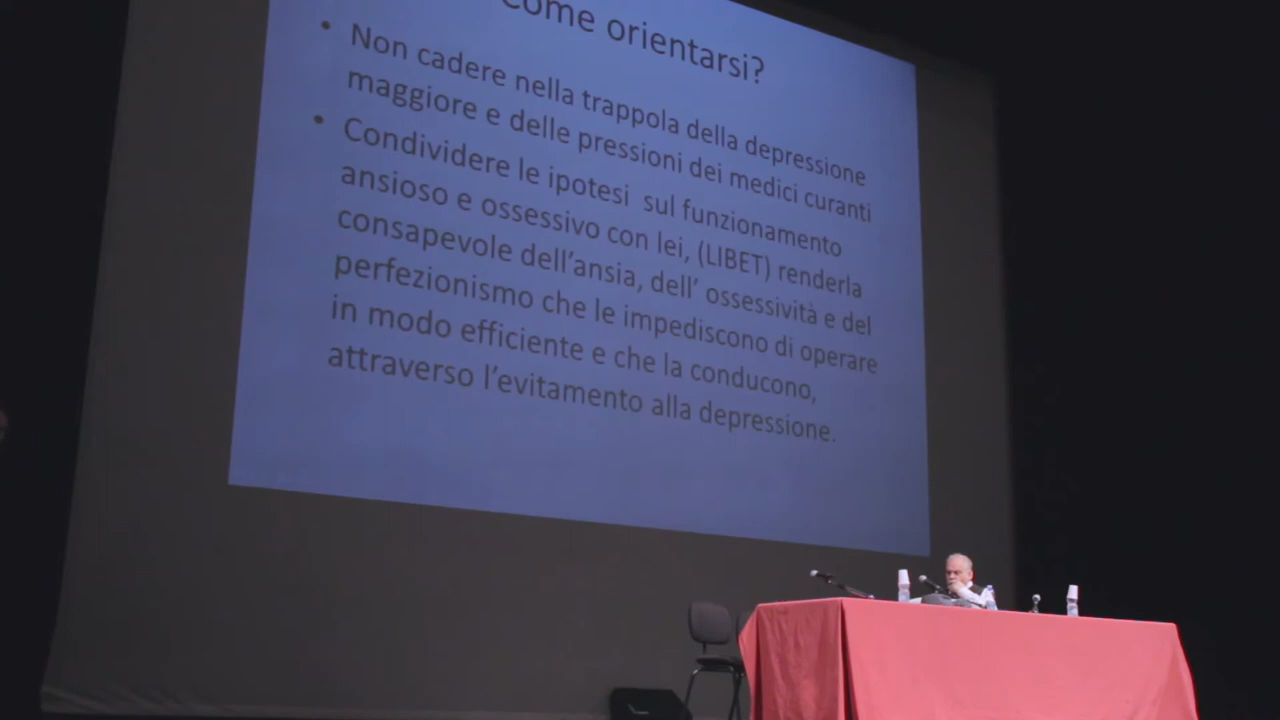 Come orientarsi?
• Non cadere nella trappola della depressione
maggiore e delle pressioni dei medici curanti
• Condividere le ipotesi sul funzionamento
ansioso e ossessivo con lei, (LIBET) renderla
consapevole dell'ansia, dell' ossessività e del
perfezionismo che le impediscono di operare
in modo efficiente e che la conducono,
attraverso l'evitamento alla depressione.